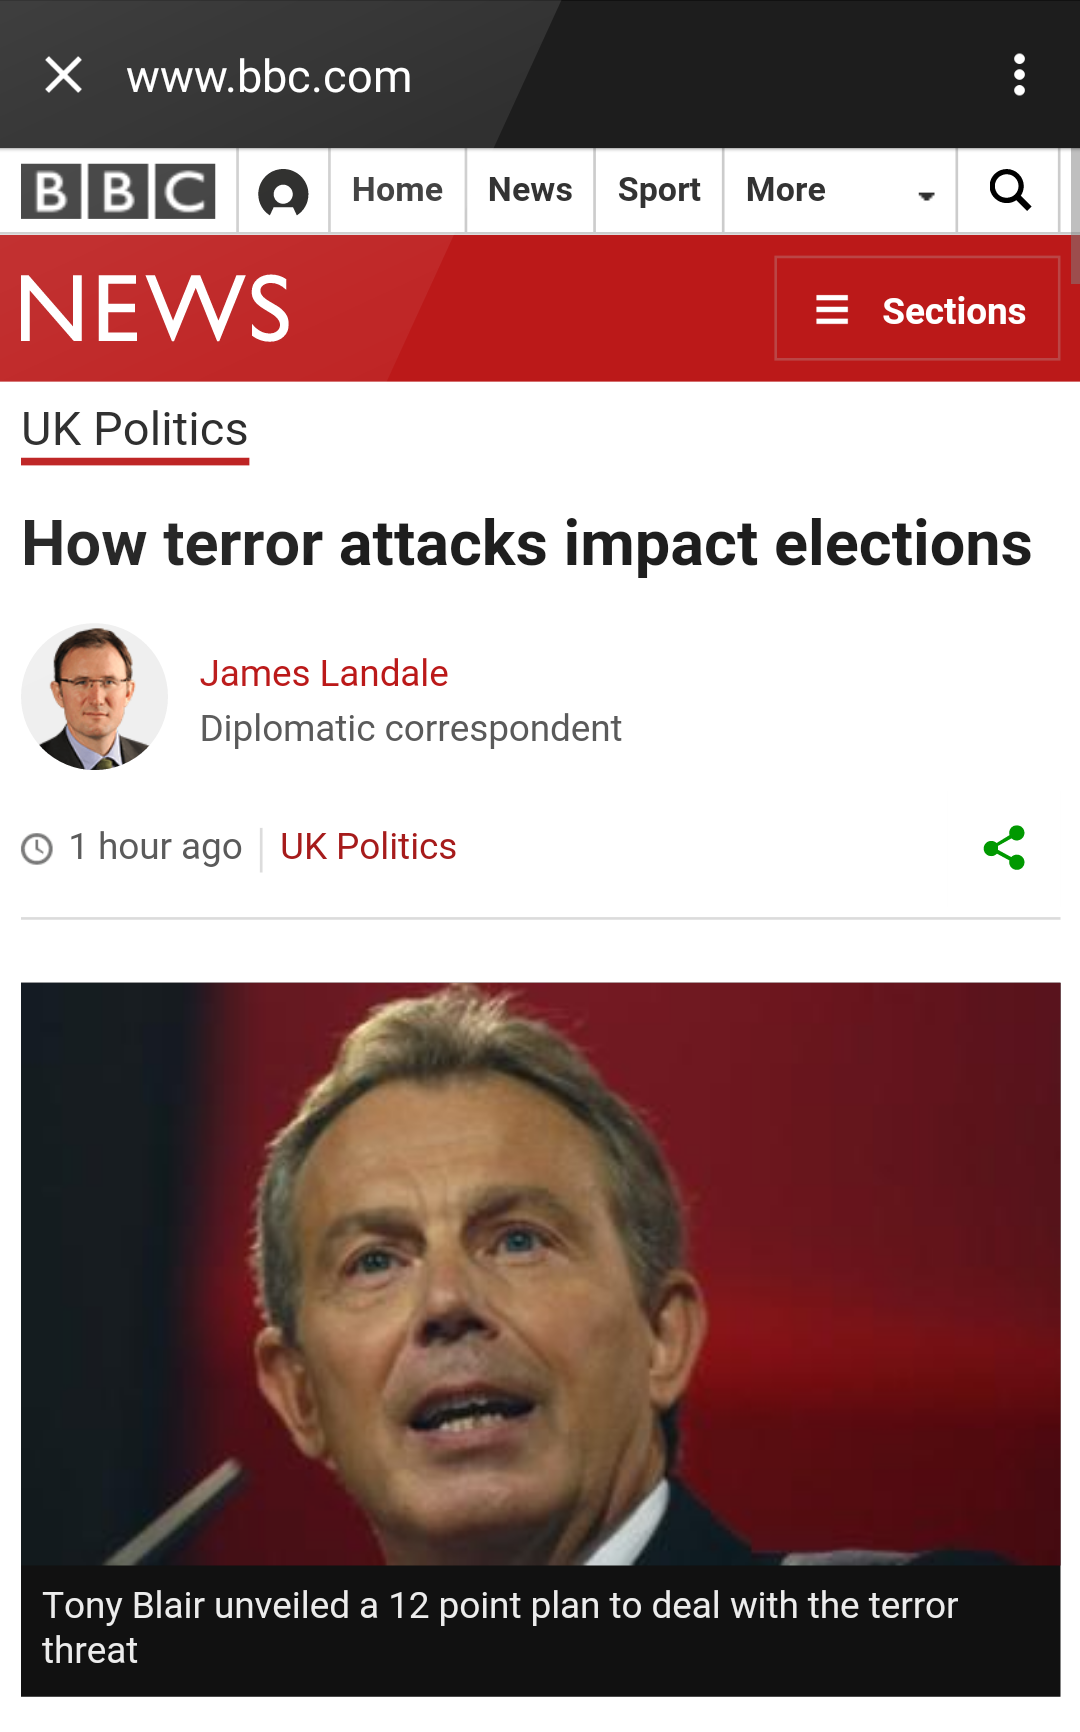 www.bbc.com
BBC Home News Sport More
NEWS Sections
UK Politics
How terror attacks impact elections
James Landale
Diplomatic correspondent
1 hour ago UK Politics
Tony Blair unveiled a 12 point plan to deal with the terror
threat